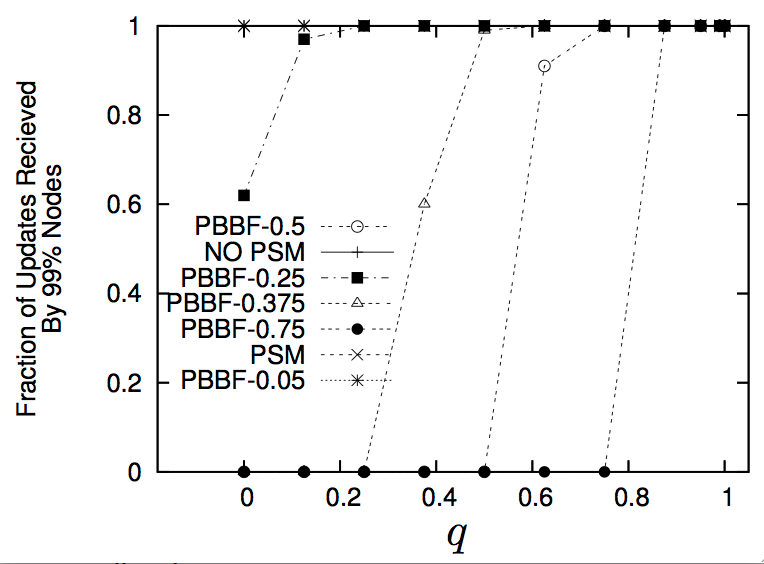 Fraction of Updates Recieved
By 99% Nodes
1
0.8
0.6
0.4
0.2
0
PBBF-0.5
NO PSM
PBBF-0.25
PBBF-0.375
PBBF-0.75
PSM
PBBF-0.05
0 0.2 0.4 0.6 0.8 1
q